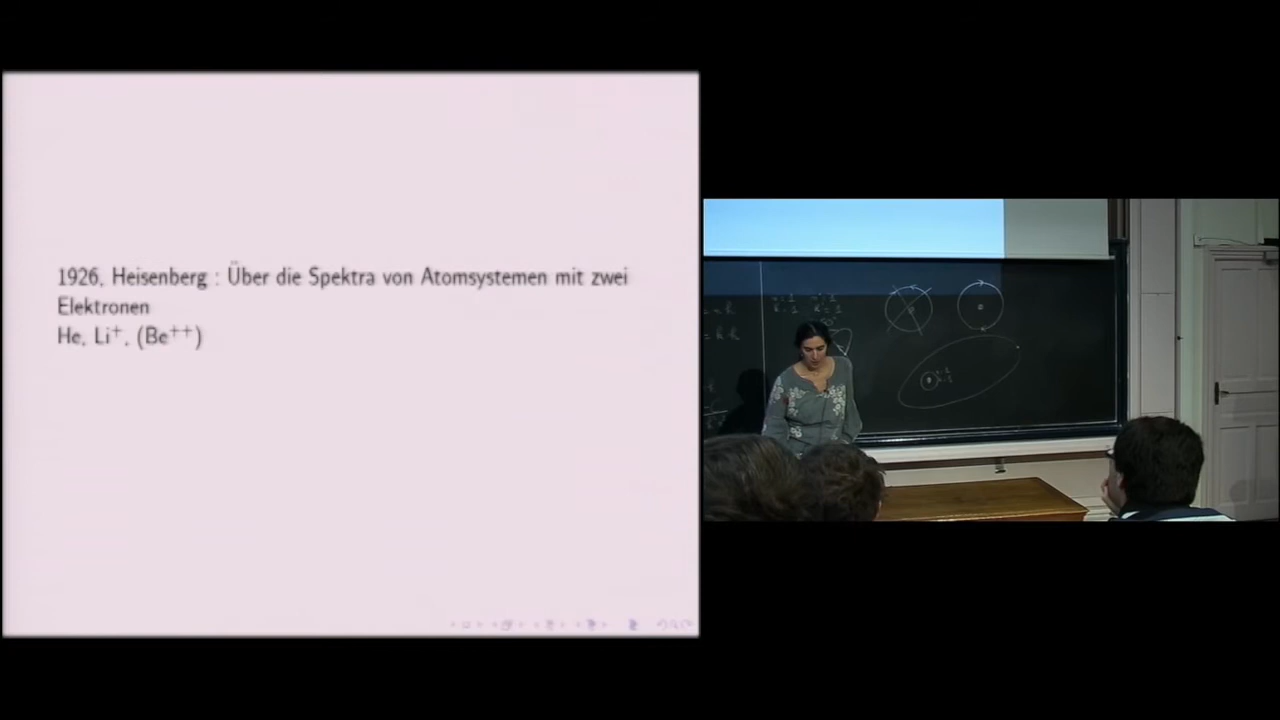 1926, Heisenberg : Über die Spektra von Atomsystemen mit zwei
Elektronen
He, Li⁺, (Be⁺⁺)